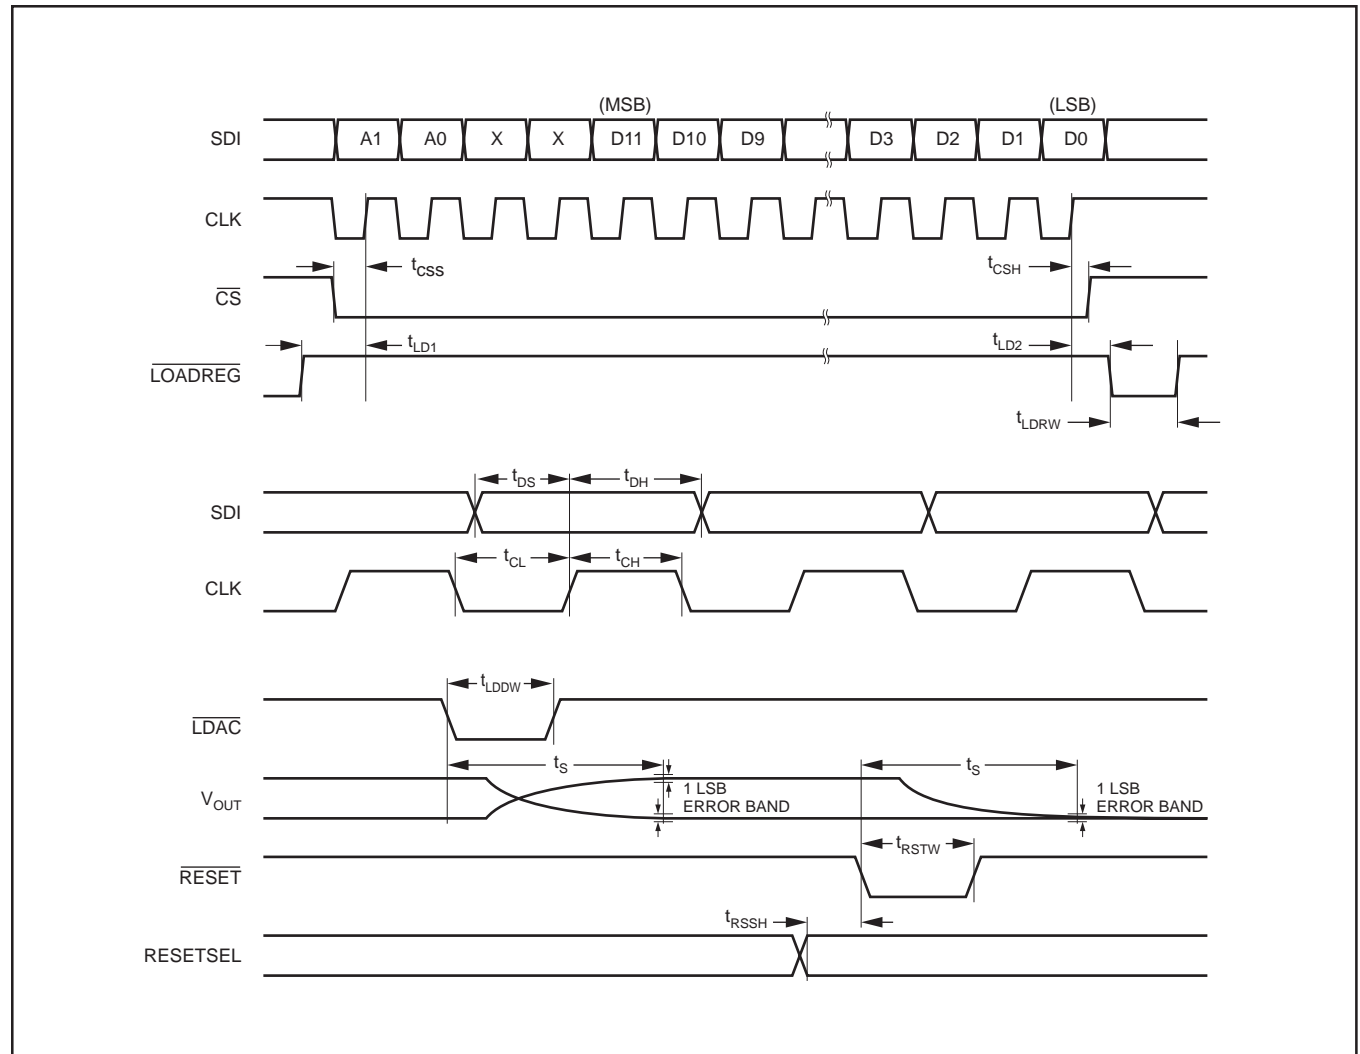 (MSB) (LSB)
SDI A1 A0 X X D11 D10 D9 D3 D2 D1 D0
CLK
tCSS tCSH
CS
tLD1 tLD2
LOADREG
tLDRW
tDS tDH
SDI
tCL tCH
CLK
tLDDW
LDAC
tS tS
1 LSB 1 LSB
VOUT ERROR BAND ERROR BAND
tRSTW
RESET
tRSSH
RESETSEL